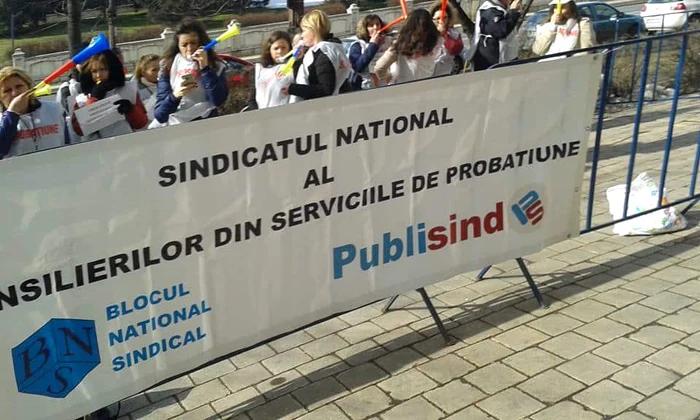 SINDICATUL NATIONAL
AL
NSILIERILOR DIN SERVICIILE DE PROBATIUNE
Publisind
BLOCUL
NATIONAL
SINDICAL
BNS